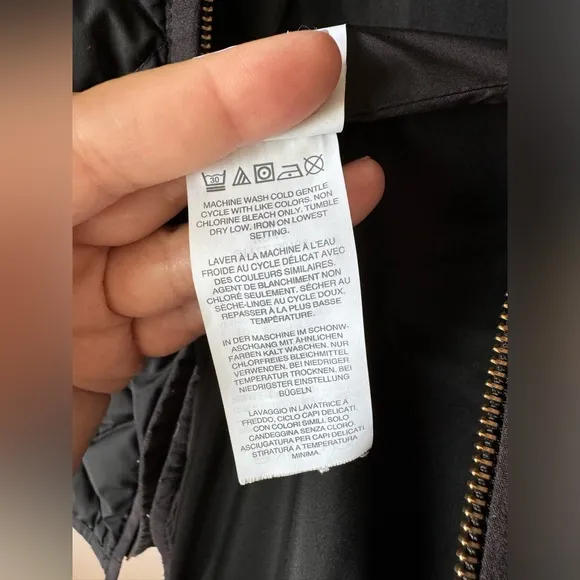 30
MACHINE WASH COLD GENTLE
CYCLE WITH LIKE COLORS. NON
CHLORINE BLEACH ONLY. TUMBLE
DRY LOW. IRON ON LOWEST
SETTING.
LAVER À LA MACHINE À L'EAU
FROIDE AU CYCLE DÉLICAT AVEC
DES COULEURS SIMILAIRES.
AGENT DE BLANCHIMENT NON
CHLORÉ SEULEMENT. SÉCHER AU
SÈCHE-LINGE AU CYCLE DOUX.
REPASSER À LA PLUS BASSE
TEMPÉRATURE.
IN DER MASCHINE IM SCHONW-
ASCHGANG MIT ÄHNLICHEN
FARBEN KALT WASCHEN. NUR
CHLORFREIES BLEICHMITTEL
VERWENDEN. BEI NIEDRIGER
TEMPERATUR TROCKNEN. BEI
NIEDRIGSTER EINSTELLUNG
BÜGELN.
LAVAGGIO IN LAVATRICE A
FREDDO, CICLO CAPI DELICATI,
CON COLORI SIMILI. SOLO
CANDEGGINA SENZA CLORO.
ASCIUGATURA PER CAPI DELICATI.
STIRATURA A TEMPERATURA
MINIMA.